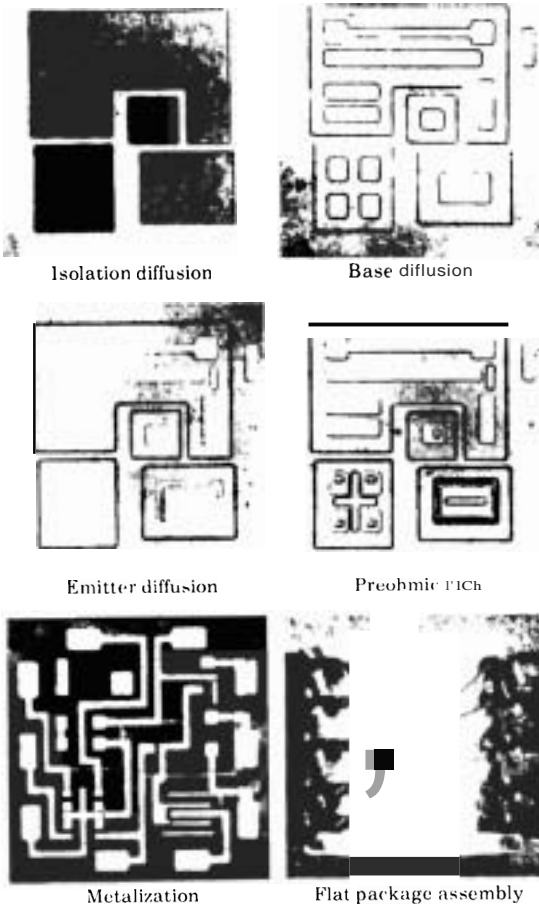 Isolation diffusion
Base diflusion
Emitter diffusion
Preohmic
Metalization
Flat package assembly